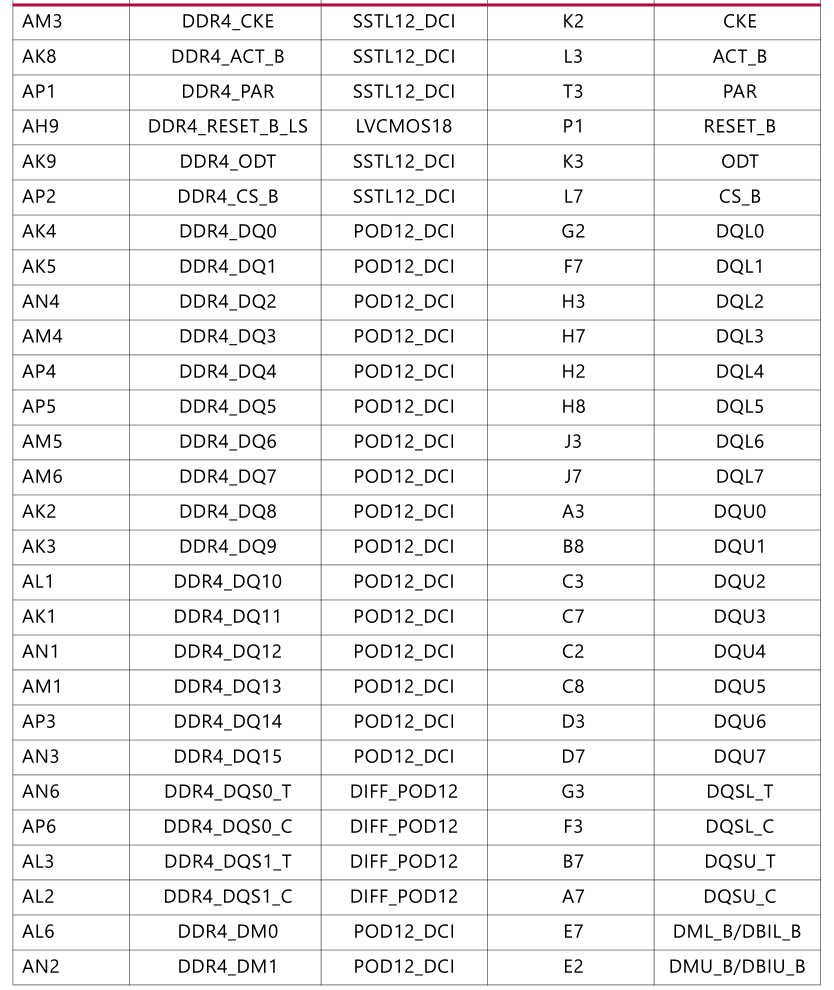 AM3 DDR4_CKE SSTL12_DCI K2 CKE
AK8 DDR4_ACT_B SSTL12_DCI L3 ACT_B
AP1 DDR4_PAR SSTL12_DCI T3 PAR
AH9 DDR4_RESET_B_LS LVCMOS18 P1 RESET_B
AK9 DDR4_ODT SSTL12_DCI K3 ODT
AP2 DDR4_CS_B SSTL12_DCI L7 CS_B
AK4 DDR4_DQ0 POD12_DCI G2 DQL0
AK5 DDR4_DQ1 POD12_DCI F7 DQL1
AN4 DDR4_DQ2 POD12_DCI H3 DQL2
AM4 DDR4_DQ3 POD12_DCI H7 DQL3
AP4 DDR4_DQ4 POD12_DCI H2 DQL4
AP5 DDR4_DQ5 POD12_DCI H8 DQL5
AM5 DDR4_DQ6 POD12_DCI J3 DQL6
AM6 DDR4_DQ7 POD12_DCI J7 DQL7
AK2 DDR4_DQ8 POD12_DCI A3 DQU0
AK3 DDR4_DQ9 POD12_DCI B8 DQU1
AL1 DDR4_DQ10 POD12_DCI C3 DQU2
AK1 DDR4_DQ11 POD12_DCI C7 DQU3
AN1 DDR4_DQ12 POD12_DCI C2 DQU4
AM1 DDR4_DQ13 POD12_DCI C8 DQU5
AP3 DDR4_DQ14 POD12_DCI D3 DQU6
AN3 DDR4_DQ15 POD12_DCI D7 DQU7
AN6 DDR4_DQS0_T DIFF_POD12 G3 DQSL_T
AP6 DDR4_DQS0_C DIFF_POD12 F3 DQSL_C
AL3 DDR4_DQS1_T DIFF_POD12 B7 DQSU_T
AL2 DDR4_DQS1_C DIFF_POD12 A7 DQSU_C
AL6 DDR4_DM0 POD12_DCI E7 DML_B/DBIL_B
AN2 DDR4_DM1 POD12_DCI E2 DMU_B/DBIU_B